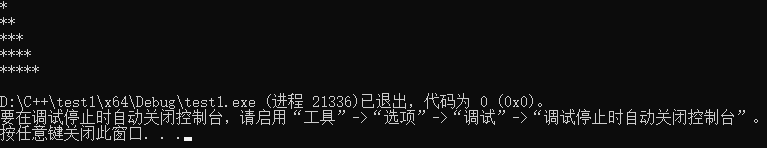 *
**
***
****
*****
D:\C++\test1\x64\Debug\test1.exe (进程 21336)已退出，代码为 0 (0x0)。
要在调试停止时自动关闭控制台，请启用“工具”->“选项”->“调试”->“调试停止时自动关闭控制台”。
按任意键关闭此窗口. . .